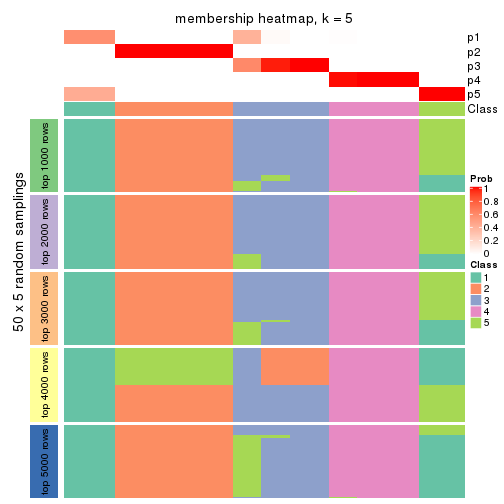 membership heatmap, k = 5
p1
p2
p3
p4
p5
Class
50 x 5 random samplings
top 1000 rows
top 2000 rows
top 3000 rows
top 4000 rows
top 5000 rows
Prob
1
0.8
0.6
0.4
0.2
0
Class
1
2
3
4
5